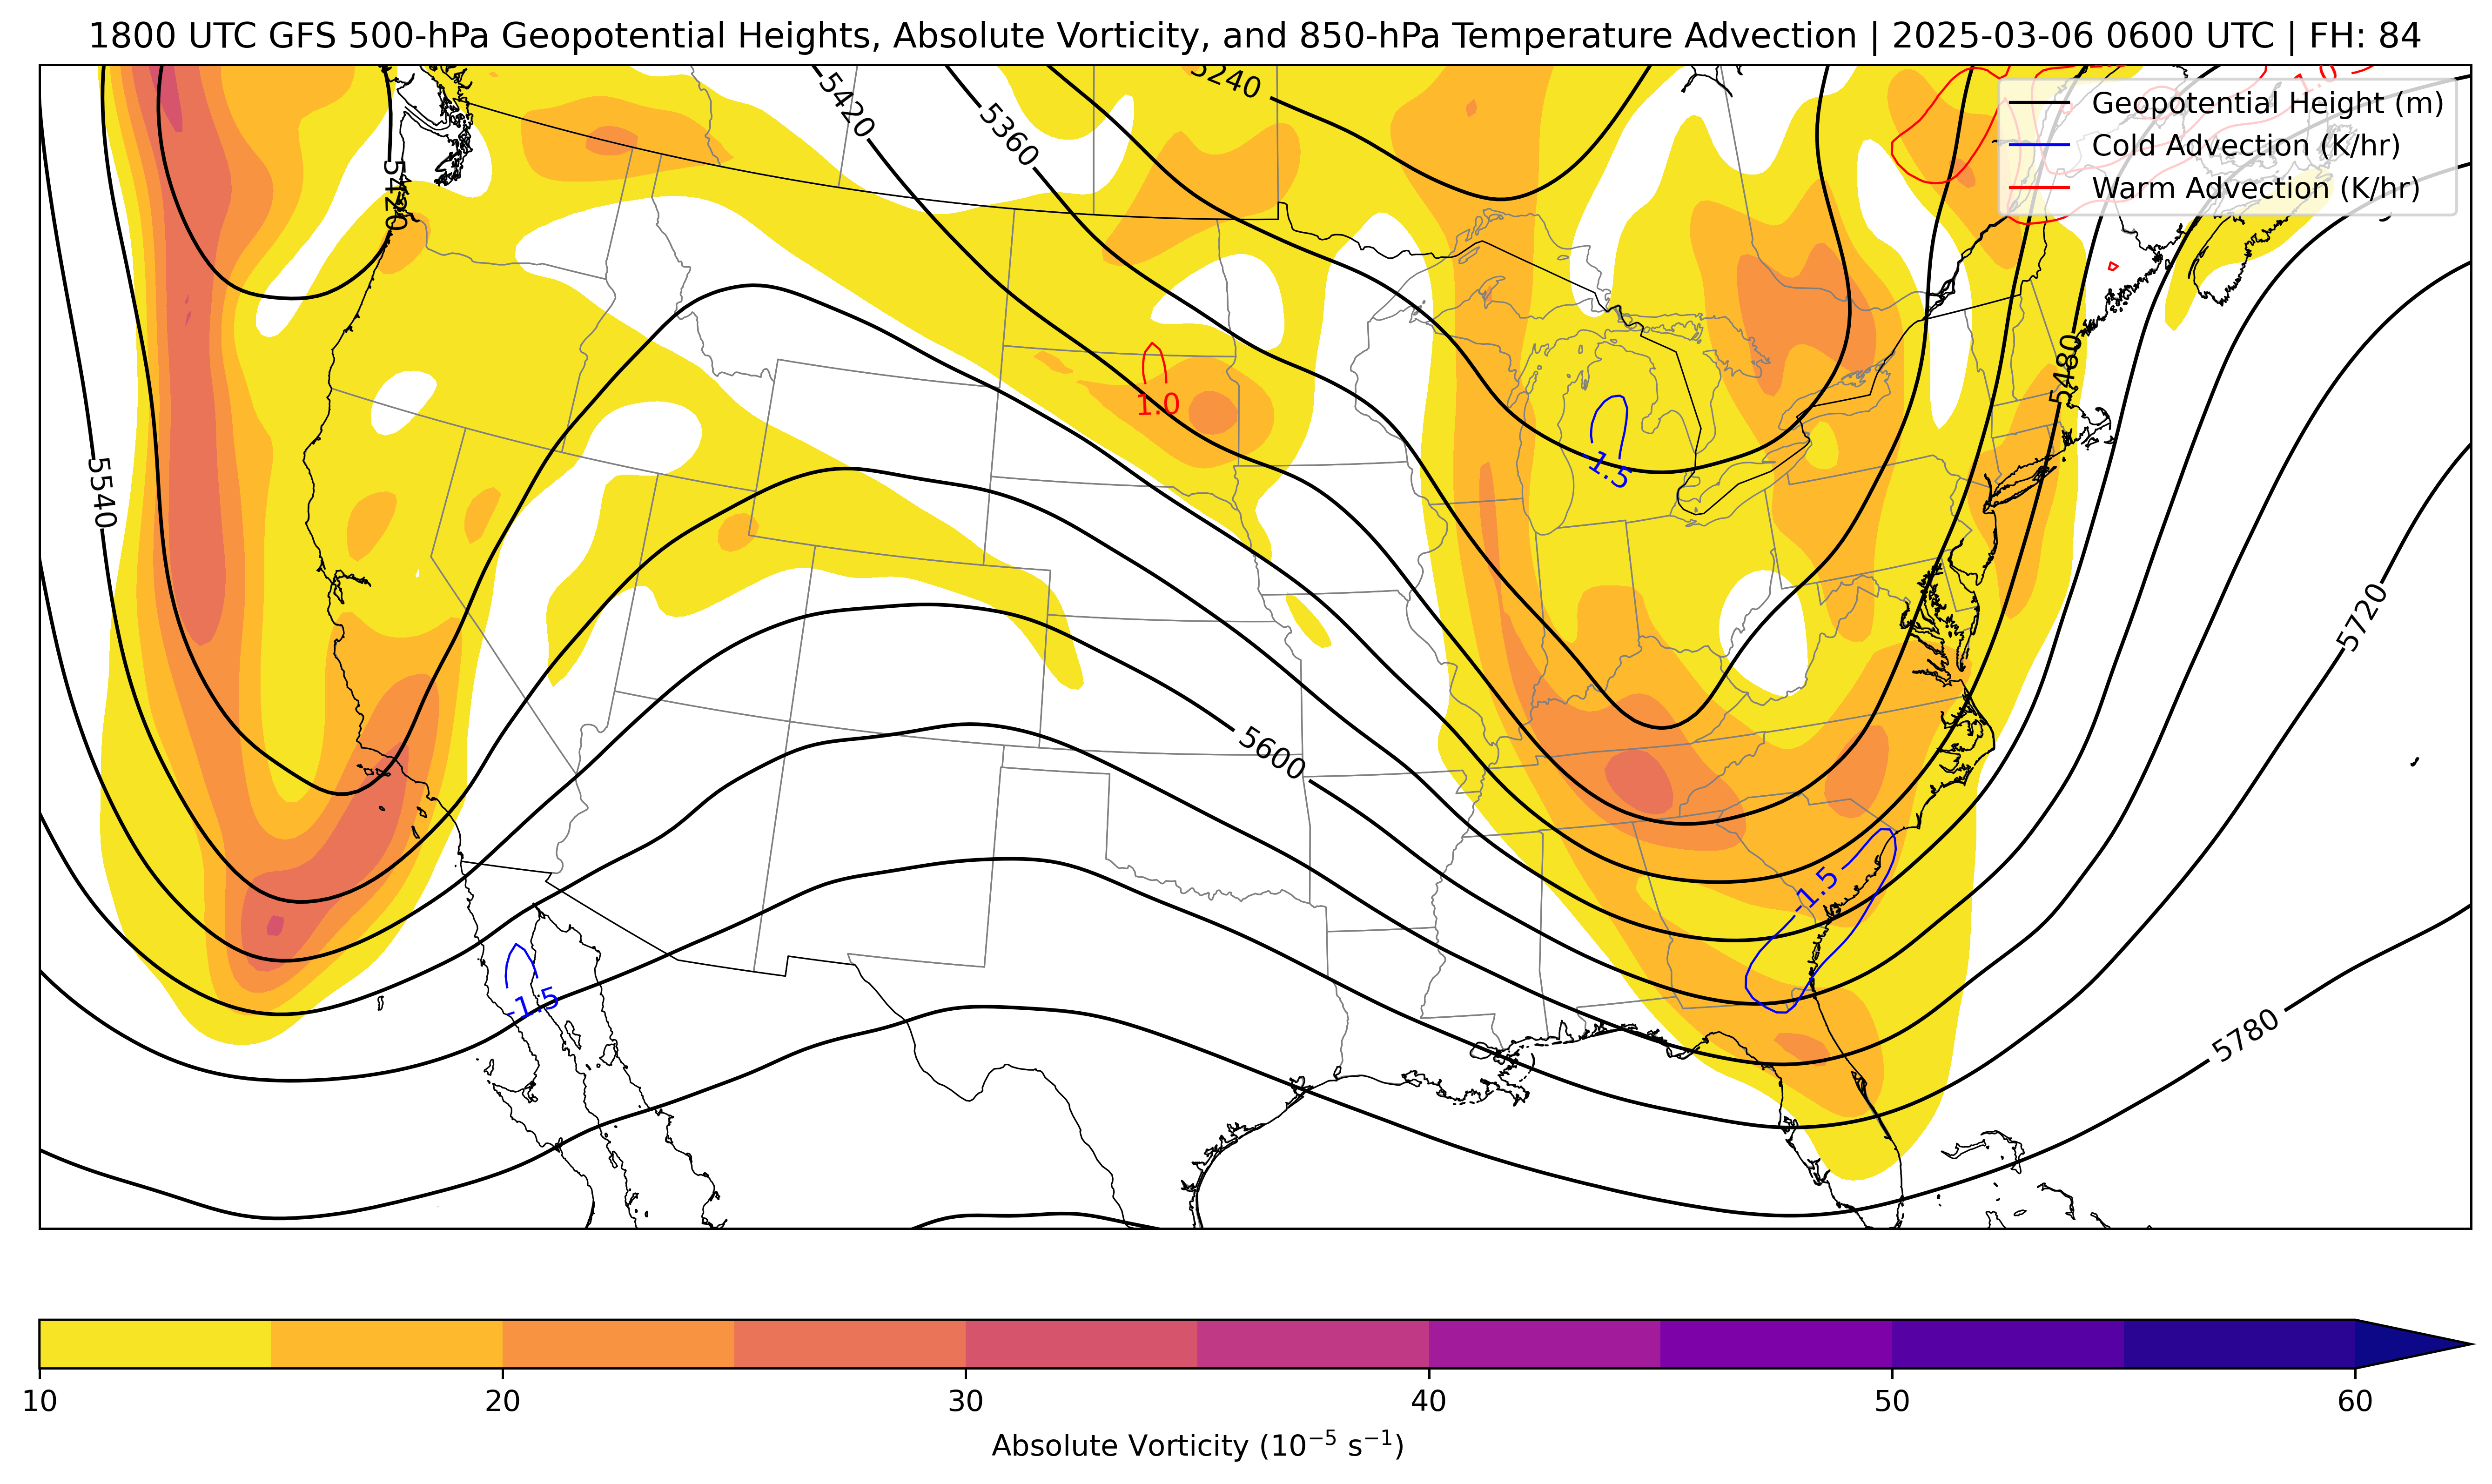 1800 UTC GFS 500-hPa Geopotential Heights, Absolute Vorticity, and 850-hPa Temperature Advection | 2025-03-06 0600 UTC | FH: 84
Geopotential Height (m)
Cold Advection (K/hr)
Warm Advection (K/hr)
5240
5420
5360
1.0
5420
5480
1.0
-1.5
5540
5720
5600
-1.5
-1.5
5780
10 20 30 40 50 60
Absolute Vorticity (10⁻⁵ s⁻¹)